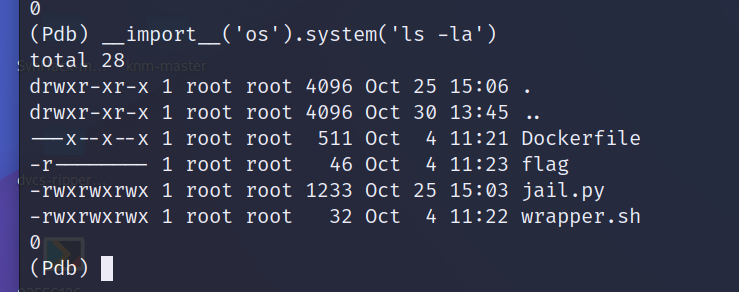 0
(Pdb) __import__('os').system('ls -la')
total 28
drwxr-xr-x 1 root root 4096 Oct 25 15:06 .
drwxr-xr-x 1 root root 4096 Oct 30 13:45 ..
---x--x--x 1 root root  511 Oct  4 11:21 Dockerfile
-r-------- 1 root root   46 Oct  4 11:23 flag
-rwxrwxrwx 1 root root 1233 Oct 25 15:03 jail.py
-rwxrwxrwx 1 root root   32 Oct  4 11:22 wrapper.sh
0
(Pdb)